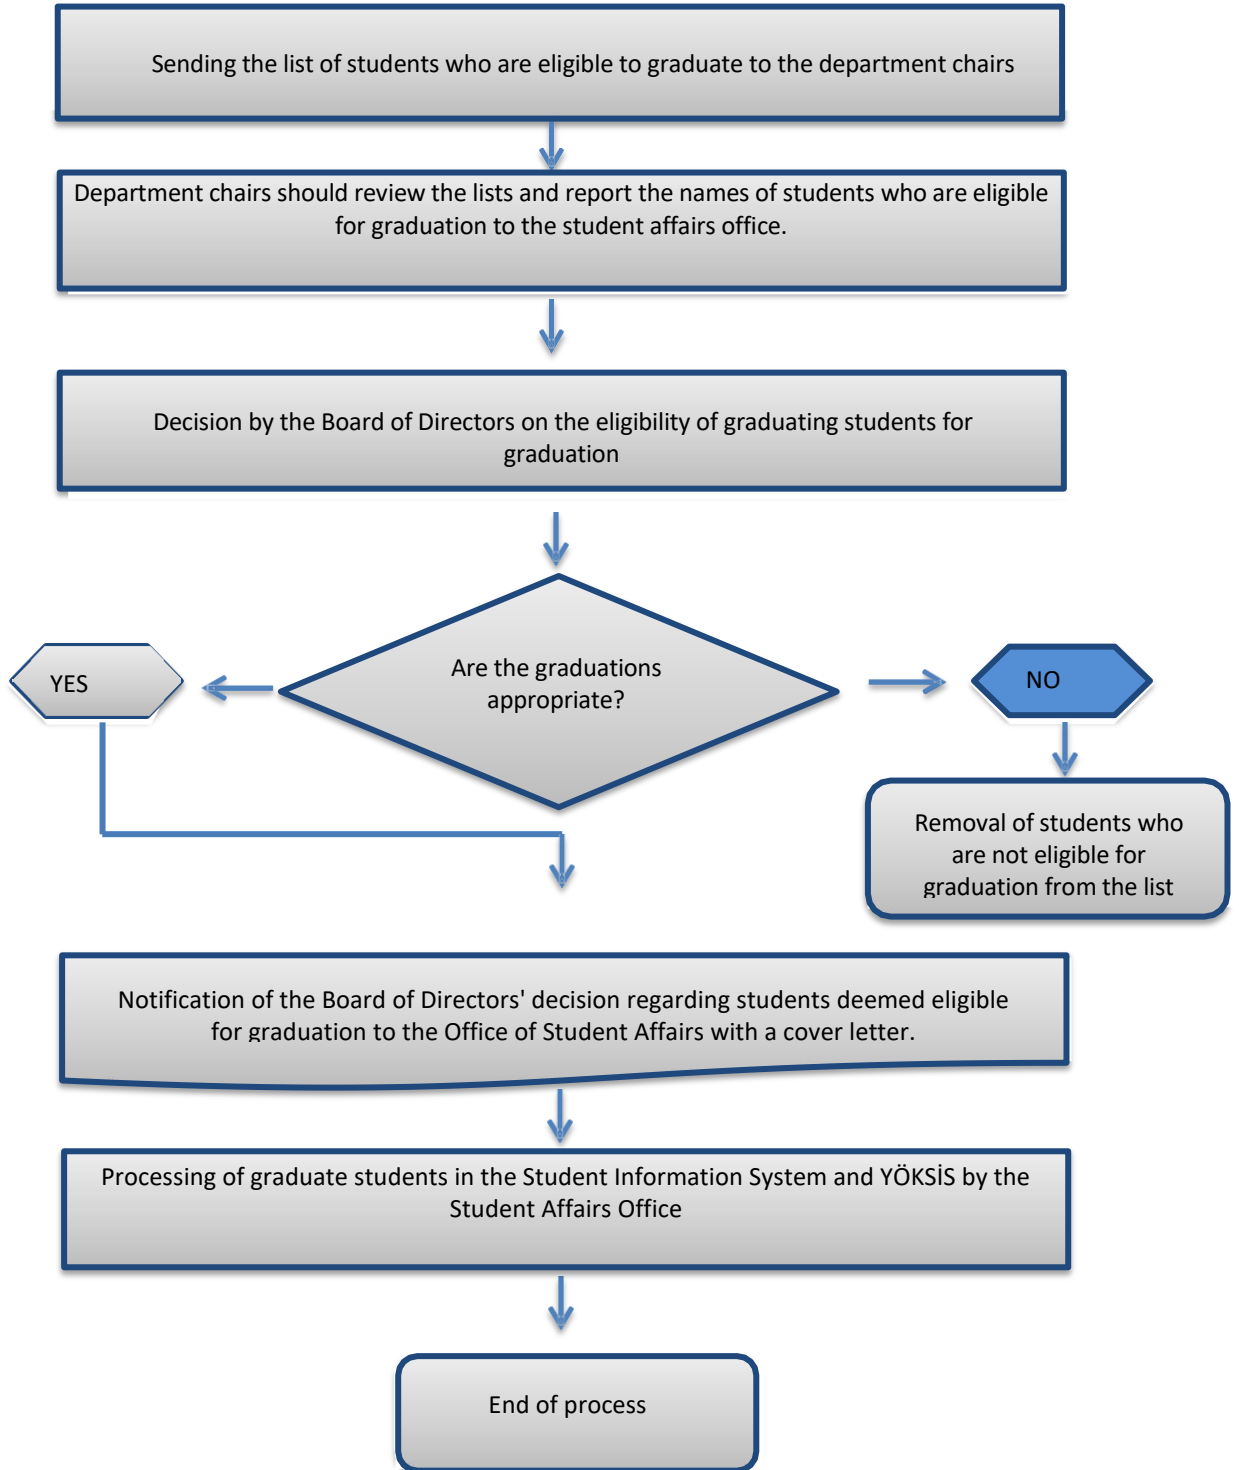 Sending the list of students who are eligible to graduate to the department chairs
Department chairs should review the lists and report the names of students who are eligible
for graduation to the student affairs office.
Decision by the Board of Directors on the eligibility of graduating students for
graduation
Are the graduations
appropriate?
YES
NO
Removal of students who
are not eligible for
graduation from the list
Notification of the Board of Directors' decision regarding students deemed eligible
for graduation to the Office of Student Affairs with a cover letter.
Processing of graduate students in the Student Information System and YÖKSİS by the
Student Affairs Office
End of process